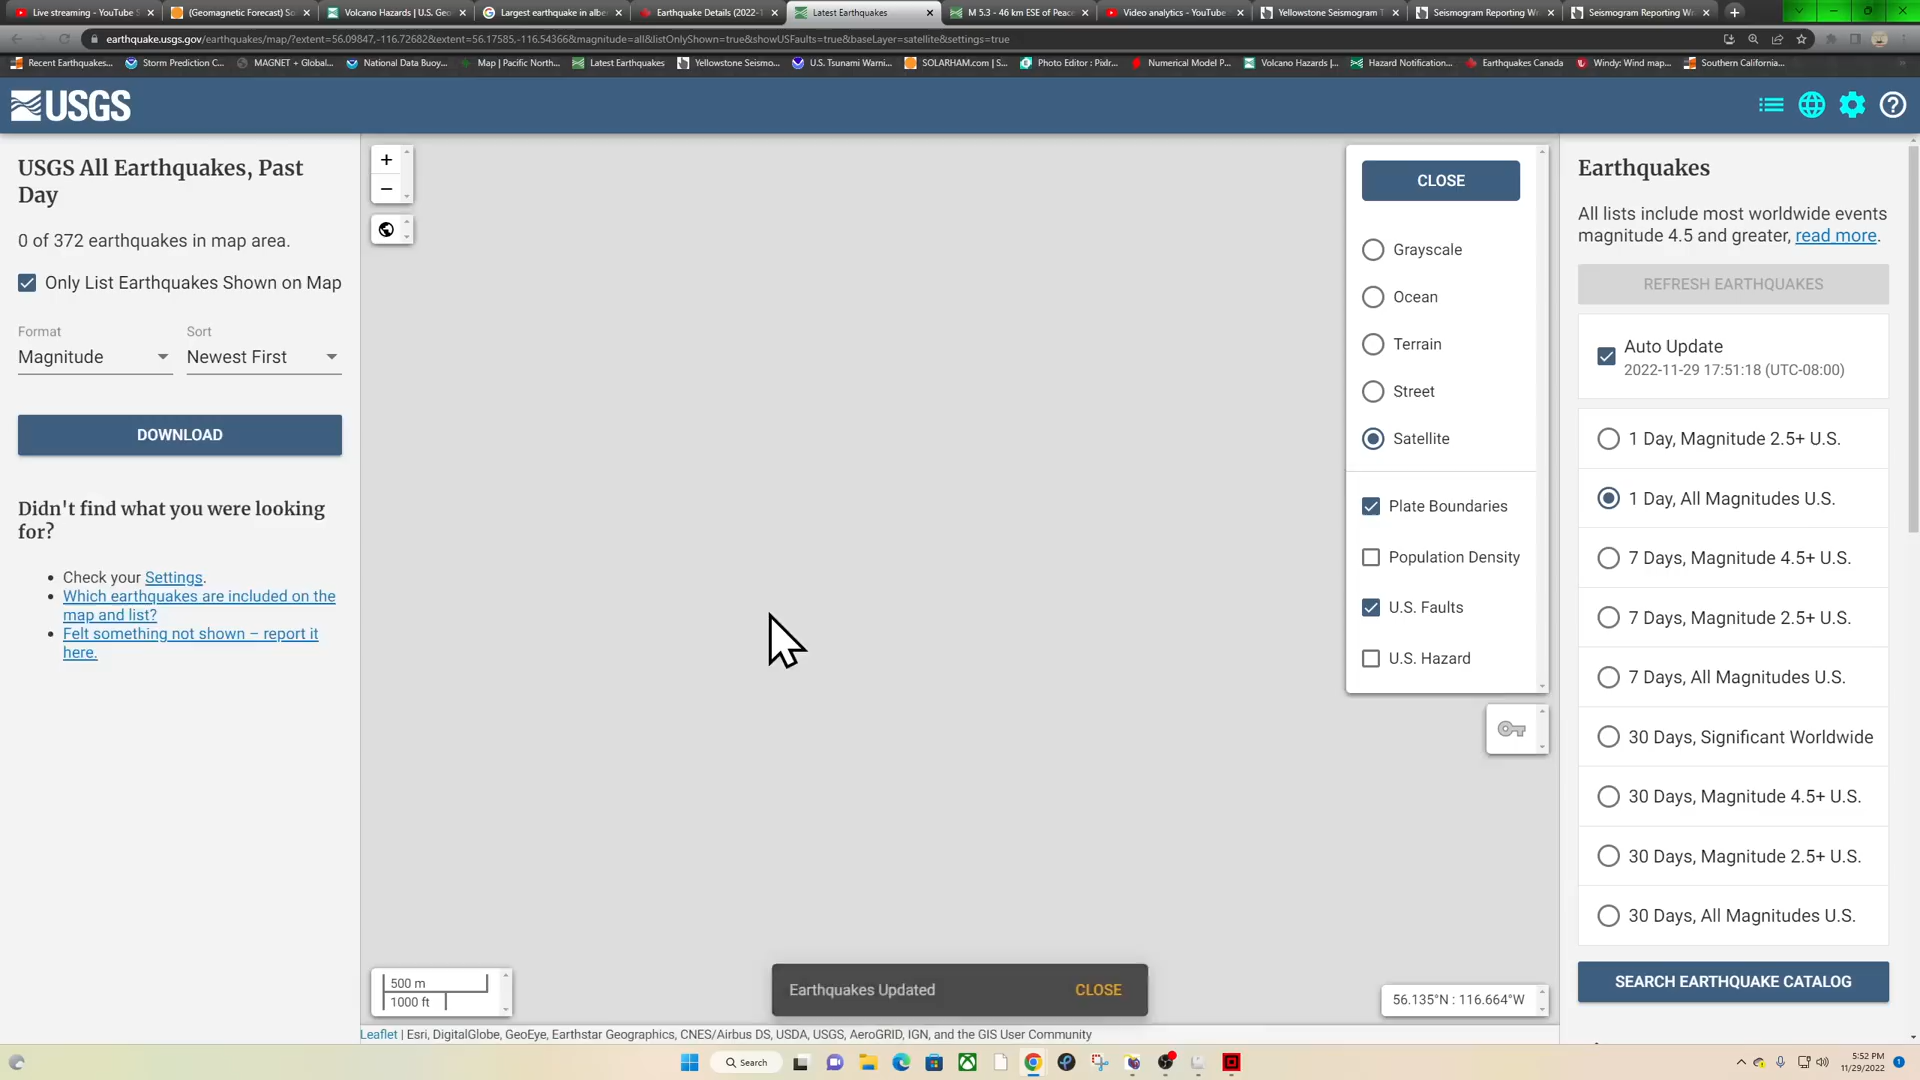 Live streaming - YouTube S
(Geomagnetic Forecast) So
Volcano Hazards | U.S. Geo
Largest earthquake in albe
Earthquake Details (2022-1
Latest Earthquakes
M 5.3 - 46 km ESE of Peace
Video analytics - YouTube
Yellowstone Seismogram T
Seismogram Reporting W
Seismogram Reporting W
earthquake.usgs.gov/earthquakes/map/?extent=56.09847,-116.72682&extent=56.17585,-116.54366&magnitude=all&listOnlyShown=true&showUSFaults=true&baseLayer=satellite&settings=true
Recent Earthquakes...
Storm Prediction C...
MAGNET + Global...
National Data Buoy...
Map | Pacific North...
Latest Earthquakes
Yellowstone Seismo...
U.S. Tsunami Warni...
SOLARHAM.com | S...
Photo Editor : Pixlr...
Numerical Model P...
Volcano Hazards |...
Hazard Notification...
Earthquakes Canada
Windy: Wind map...
Southern California...
USGS
USGS All Earthquakes, Past
Day
0 of 372 earthquakes in map area.
Only List Earthquakes Shown on Map
Format
Sort
Magnitude
Newest First
DOWNLOAD
Didn't find what you were looking
for?
Check your Settings.
Which earthquakes are included on the
map and list?
Felt something not shown – report it
here.
+
−
CLOSE
Grayscale
Ocean
Terrain
Street
Satellite
Plate Boundaries
Population Density
U.S. Faults
U.S. Hazard
500 m
1000 ft
Earthquakes Updated
CLOSE
56.135°N : 116.664°W
Leaflet | Esri, DigitalGlobe, GeoEye, Earthstar Geographics, CNES/Airbus DS, USDA, USGS, AeroGRID, IGN, and the GIS User Community
Earthquakes
All lists include most worldwide events
magnitude 4.5 and greater, read more.
REFRESH EARTHQUAKES
Auto Update
2022-11-29 17:51:18 (UTC-08:00)
1 Day, Magnitude 2.5+ U.S.
1 Day, All Magnitudes U.S.
7 Days, Magnitude 4.5+ U.S.
7 Days, Magnitude 2.5+ U.S.
7 Days, All Magnitudes U.S.
30 Days, Significant Worldwide
30 Days, Magnitude 4.5+ U.S.
30 Days, Magnitude 2.5+ U.S.
30 Days, All Magnitudes U.S.
SEARCH EARTHQUAKE CATALOG
Search
5:52 PM
11/29/2022
1